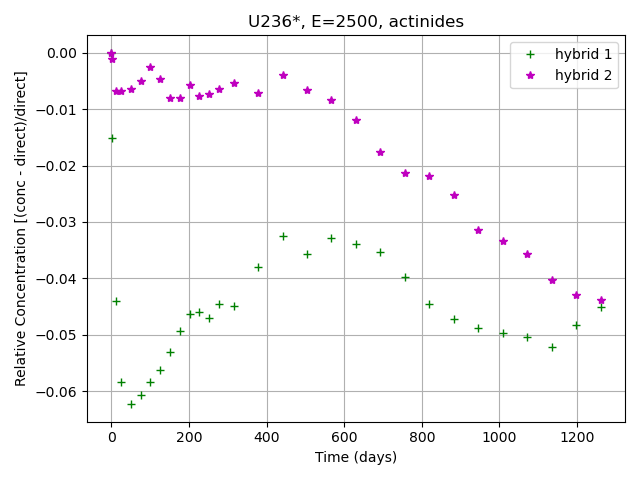 U236*, E=2500, actinides
hybrid 1
hybrid 2
0.00
−0.01
−0.02
−0.03
−0.04
−0.05
−0.06
Relative Concentration [(conc - direct)/direct]
0 200 400 600 800 1000 1200
Time (days)